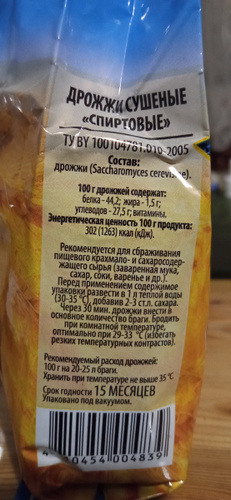 ДРОЖЖИ СУШЕНЫЕ
«СПИРТОВЫЕ»
ТУ BY 100104781.010-2005
Состав:
дрожжи (Saccharomyces cerevisiae).
100 г дрожжей содержат:
белка - 44,2; жира - 1,5 г;
углеводов - 27,5 г; витамины.
Энергетическая ценность 100 г продукта:
302 (1263) ккал (кДж).
Рекомендуется для сбраживания
пищевого крахмало- и сахаросодер-
жащего сырья (заваренная мука,
сахар, соки, варенье и др.).
Перед применением содержимое
упаковки развести в 1 л теплой воды
(30-35 °С), добавив 2-3 ст.л. сахара.
Через 30 мин. дрожжи внести в
основное количество браги. Бродить
при комнатной температуре,
оптимально при 29-33 °С (избегать
резких температурных контрастов).
Рекомендуемый расход дрожжей:
100 г на 20-25 л браги.
Хранить при температуре не выше 35 °С.
Срок годности 15 МЕСЯЦЕВ
Упаковано под вакуумом.